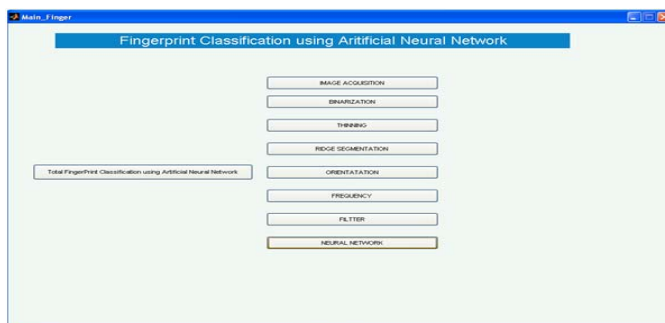 Main_Finger
Fingerprint Classification using Aritificial Neural Network
IMAGE ACQUISITION
BINARIZATION
THINNING
RIDGE SEGMENTATION
Total FingerPrint Classification using Artificial Neural Network
ORIENTATATION
FREQUENCY
FILTTER
NEURAL NETWORK